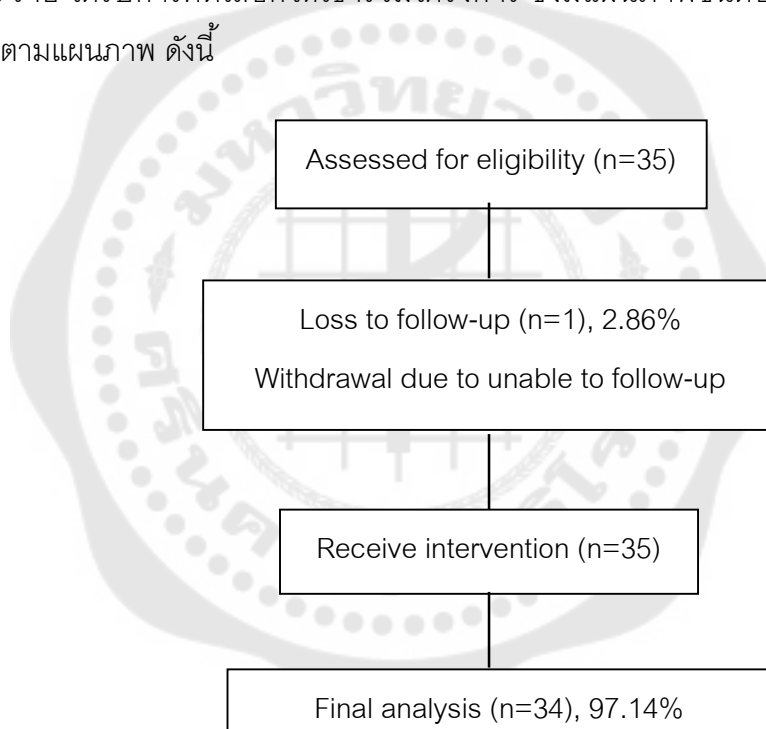 ตามแผนภาพ ดังนี้
Assessed for eligibility (n=35)
Loss to follow-up (n=1), 2.86%
Withdrawal due to unable to follow-up
Receive intervention (n=35)
Final analysis (n=34), 97.14%